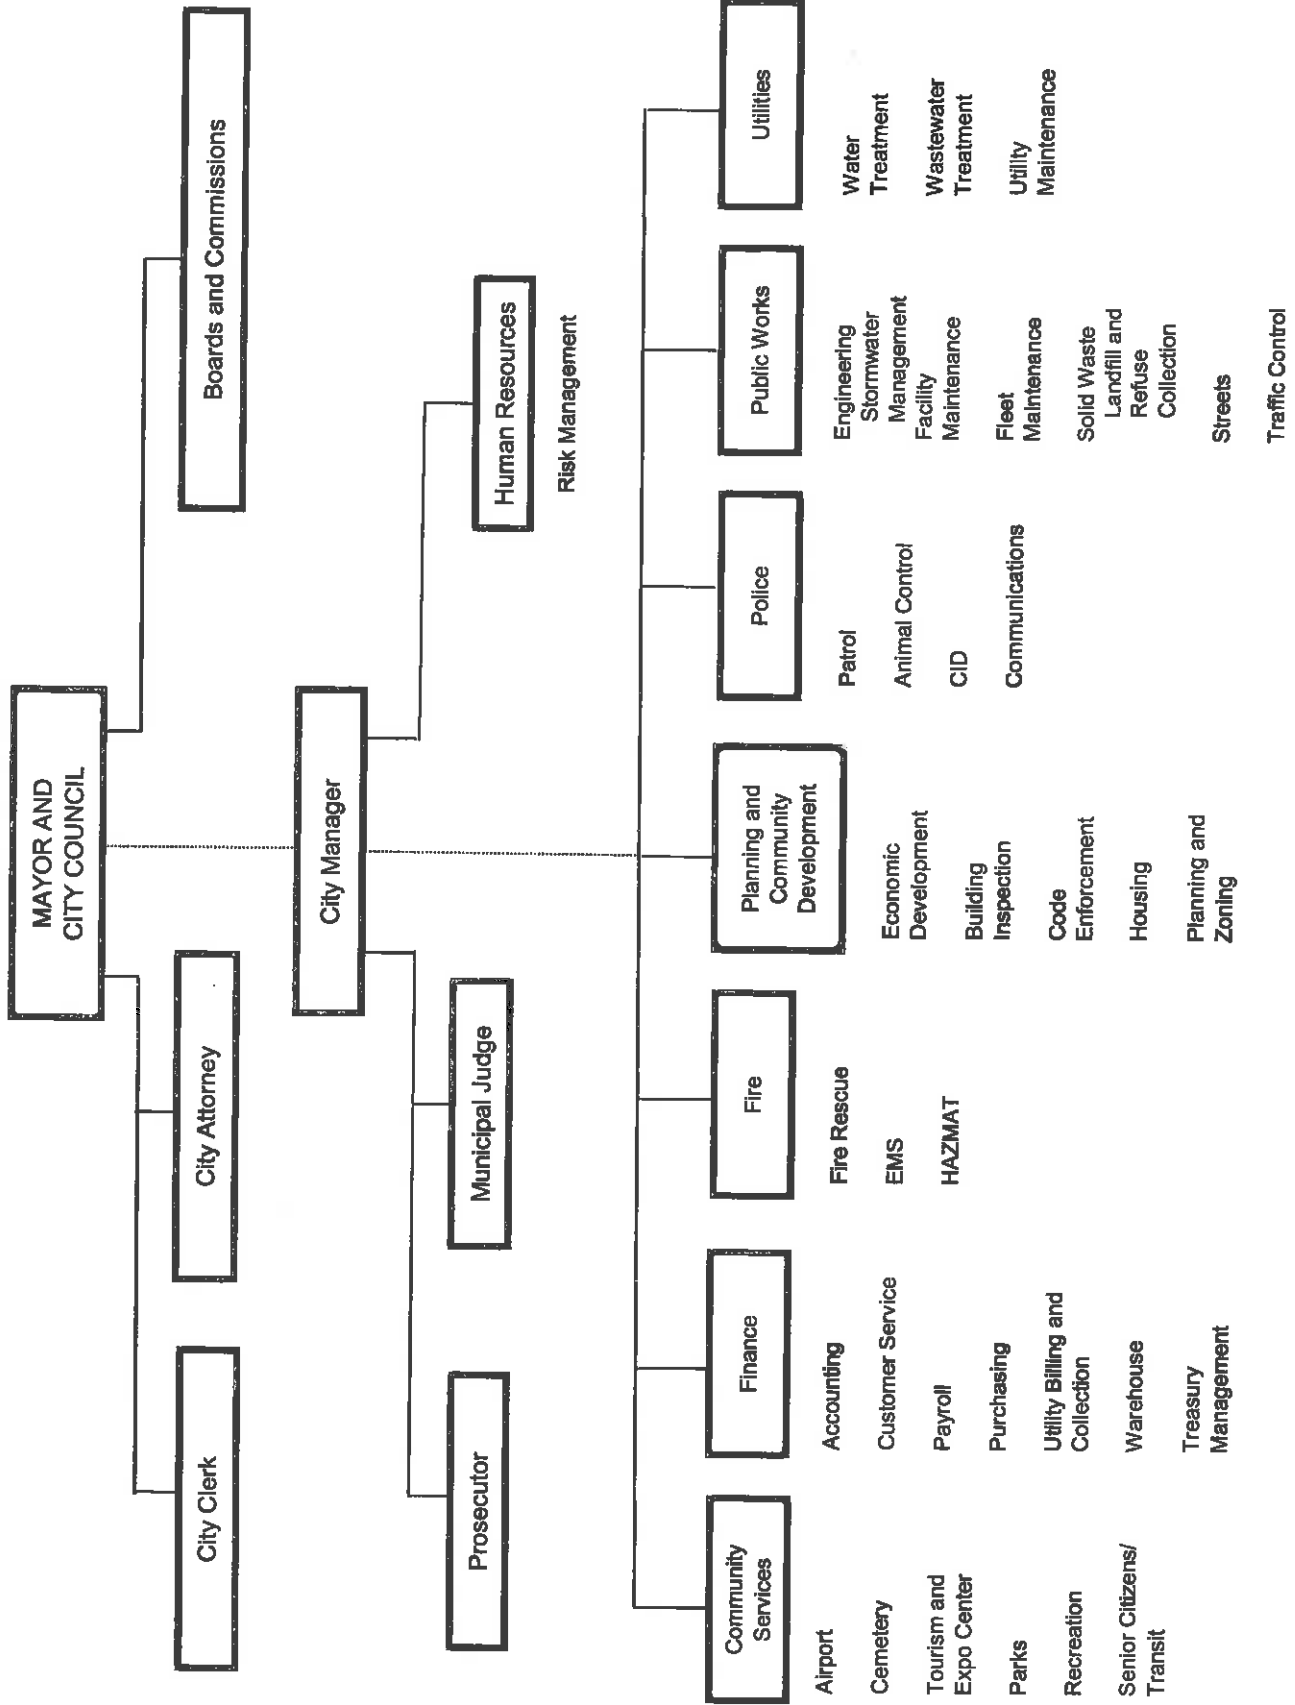 MAYOR AND
CITY COUNCIL
City Clerk
City Attorney
Boards and Commissions
City Manager
Prosecutor
Municipal Judge
Human Resources
Risk Management
Community
Services
Airport
Cemetery
Tourism and
Expo Center
Parks
Recreation
Senior Citizens/
Transit
Finance
Accounting
Customer Service
Payroll
Purchasing
Utility Billing and
Collection
Warehouse
Treasury
Management
Fire
Fire Rescue
EMS
HAZMAT
Planning and
Community
Development
Economic
Development
Building
Inspection
Code
Enforcement
Housing
Planning and
Zoning
Police
Patrol
Animal Control
CID
Communications
Public Works
Engineering
Stormwater
Management
Facility
Maintenance
Fleet
Maintenance
Solid Waste
Landfill and
Refuse
Collection
Streets
Traffic Control
Utilities
Water
Treatment
Wastewater
Treatment
Utility
Maintenance